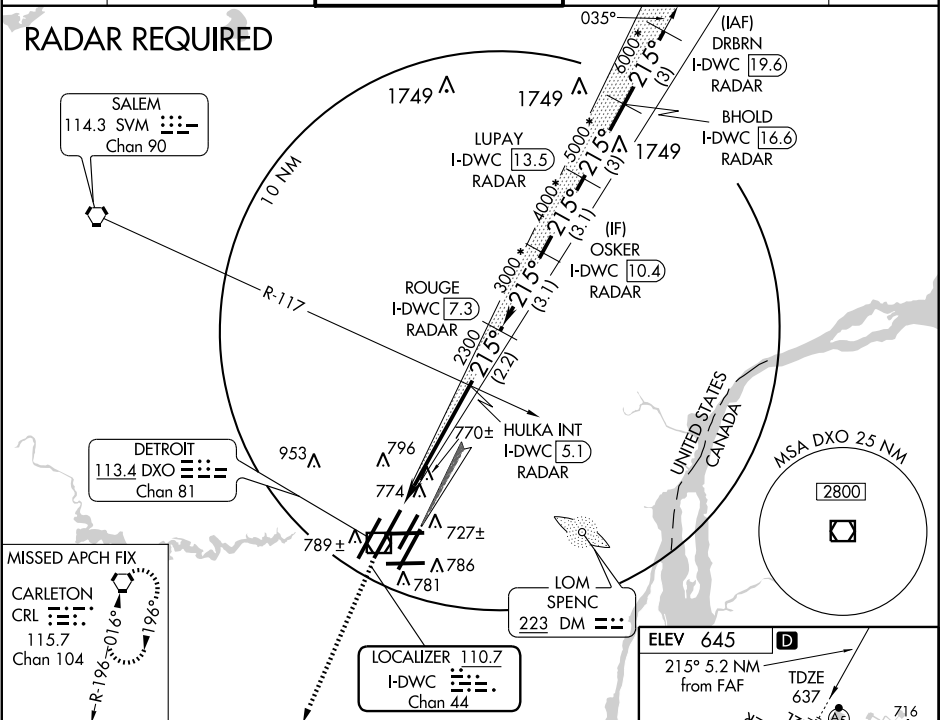 RADAR REQUIRED
SALEM
114.3 SVM
Chan 90
10 NM
1749
1749
1749
035°
6000*
215°
(3)
(IAF)
DRBRN
I-DWC 19.6
RADAR
BHOLD
I-DWC 16.6
RADAR
5000*
215°
(3)
LUPAY
I-DWC 13.5
RADAR
4000*
215°
(3.1)
(IF)
OSKER
I-DWC 10.4
RADAR
3000*
215°
(3.1)
ROUGE
I-DWC 7.3
RADAR
2300
215°
(2.2)
R-117
HULKA INT
I-DWC 5.1
RADAR
UNITED STATES
CANADA
MSA DXO 25 NM
2800
DETROIT
113.4 DXO
Chan 81
953
796
770±
774
727±
789±
786
781
LOM
SPENC
223 DM
LOCALIZER 110.7
I-DWC
Chan 44
MISSED APCH FIX
CARLETON
CRL
115.7
Chan 104
R-196
016°
196°
ELEV 645 D
215° 5.2 NM
from FAF
TDZE
637
716